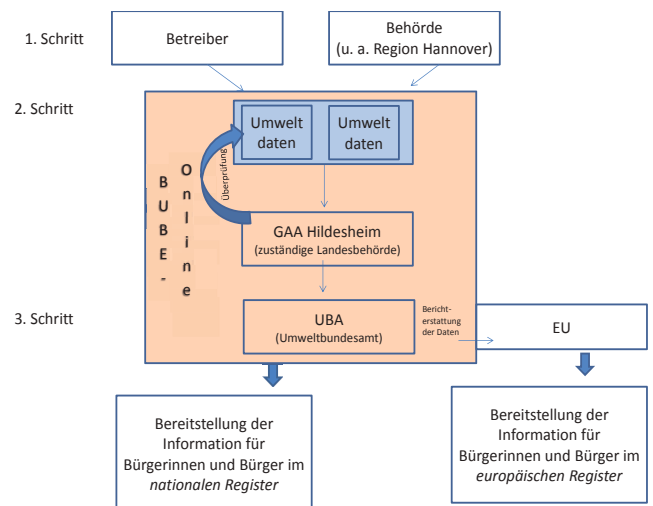 1. Schritt
Betreiber
Behörde
(u. a. Region Hannover)
2. Schritt
Umwelt
daten
Umwelt
daten
Überprüfung
BUBE-
Online
GAA Hildesheim
(zuständige Landesbehörde)
3. Schritt
UBA
(Umweltbundesamt)
Bericht-
erstattung
der Daten
EU
Bereitstellung der
Information für
Bürgerinnen und Bürger im
nationalen Register
Bereitstellung der
Information für
Bürgerinnen und Bürger im
europäischen Register